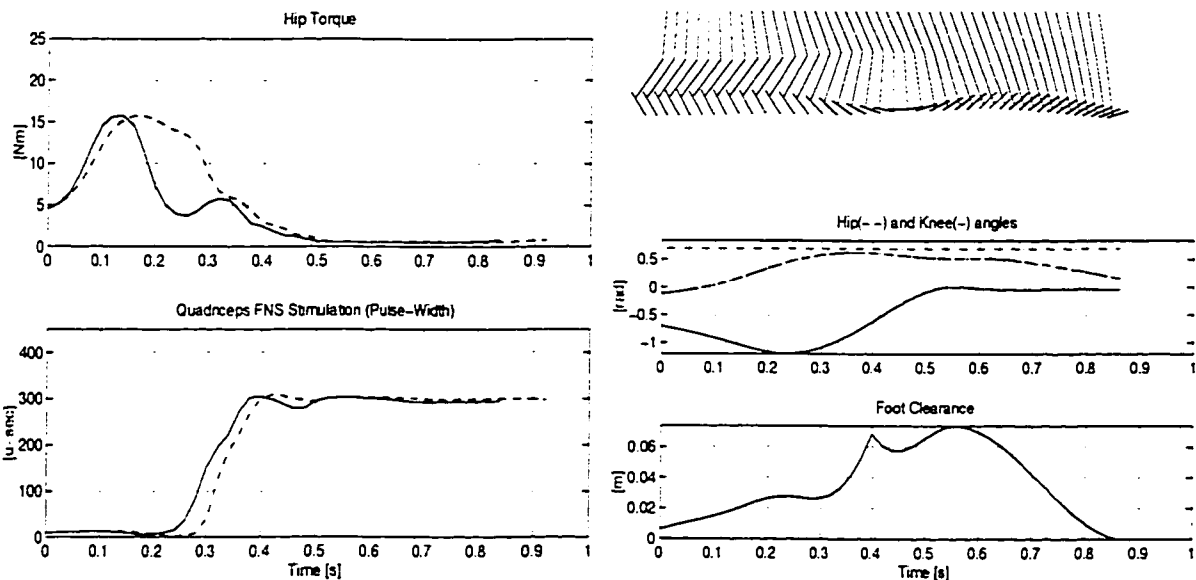 Hip Torque
25
20
15
10
5
0
[Nm]
0 0.1 0.2 0.3 0.4 0.5 0.6 0.7 0.8 0.9 1
Quadriceps FNS Stimulation (Pulse-Width)
400
300
200
100
0
[u-sec]
0 0.1 0.2 0.3 0.4 0.5 0.6 0.7 0.8 0.9 1
Time [s]
Hip(- -) and Knee(-) angles
0.5
0
-0.5
-1
[rad]
0 0.1 0.2 0.3 0.4 0.5 0.6 0.7 0.8 0.9 1
Foot Clearance
0.06
0.04
0.02
0
[m]
0 0.1 0.2 0.3 0.4 0.5 0.6 0.7 0.8 0.9 1
Time [s]